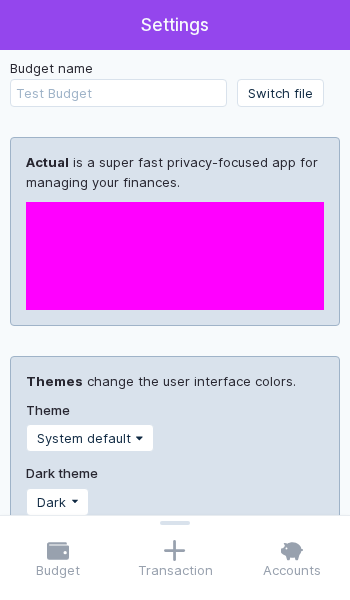 Settings
Budget name
Test Budget
Switch file
Actual is a super fast privacy-focused app for
managing your finances.
Themes change the user interface colors.
Theme
System default
Dark theme
Dark
Budget
Transaction
Accounts